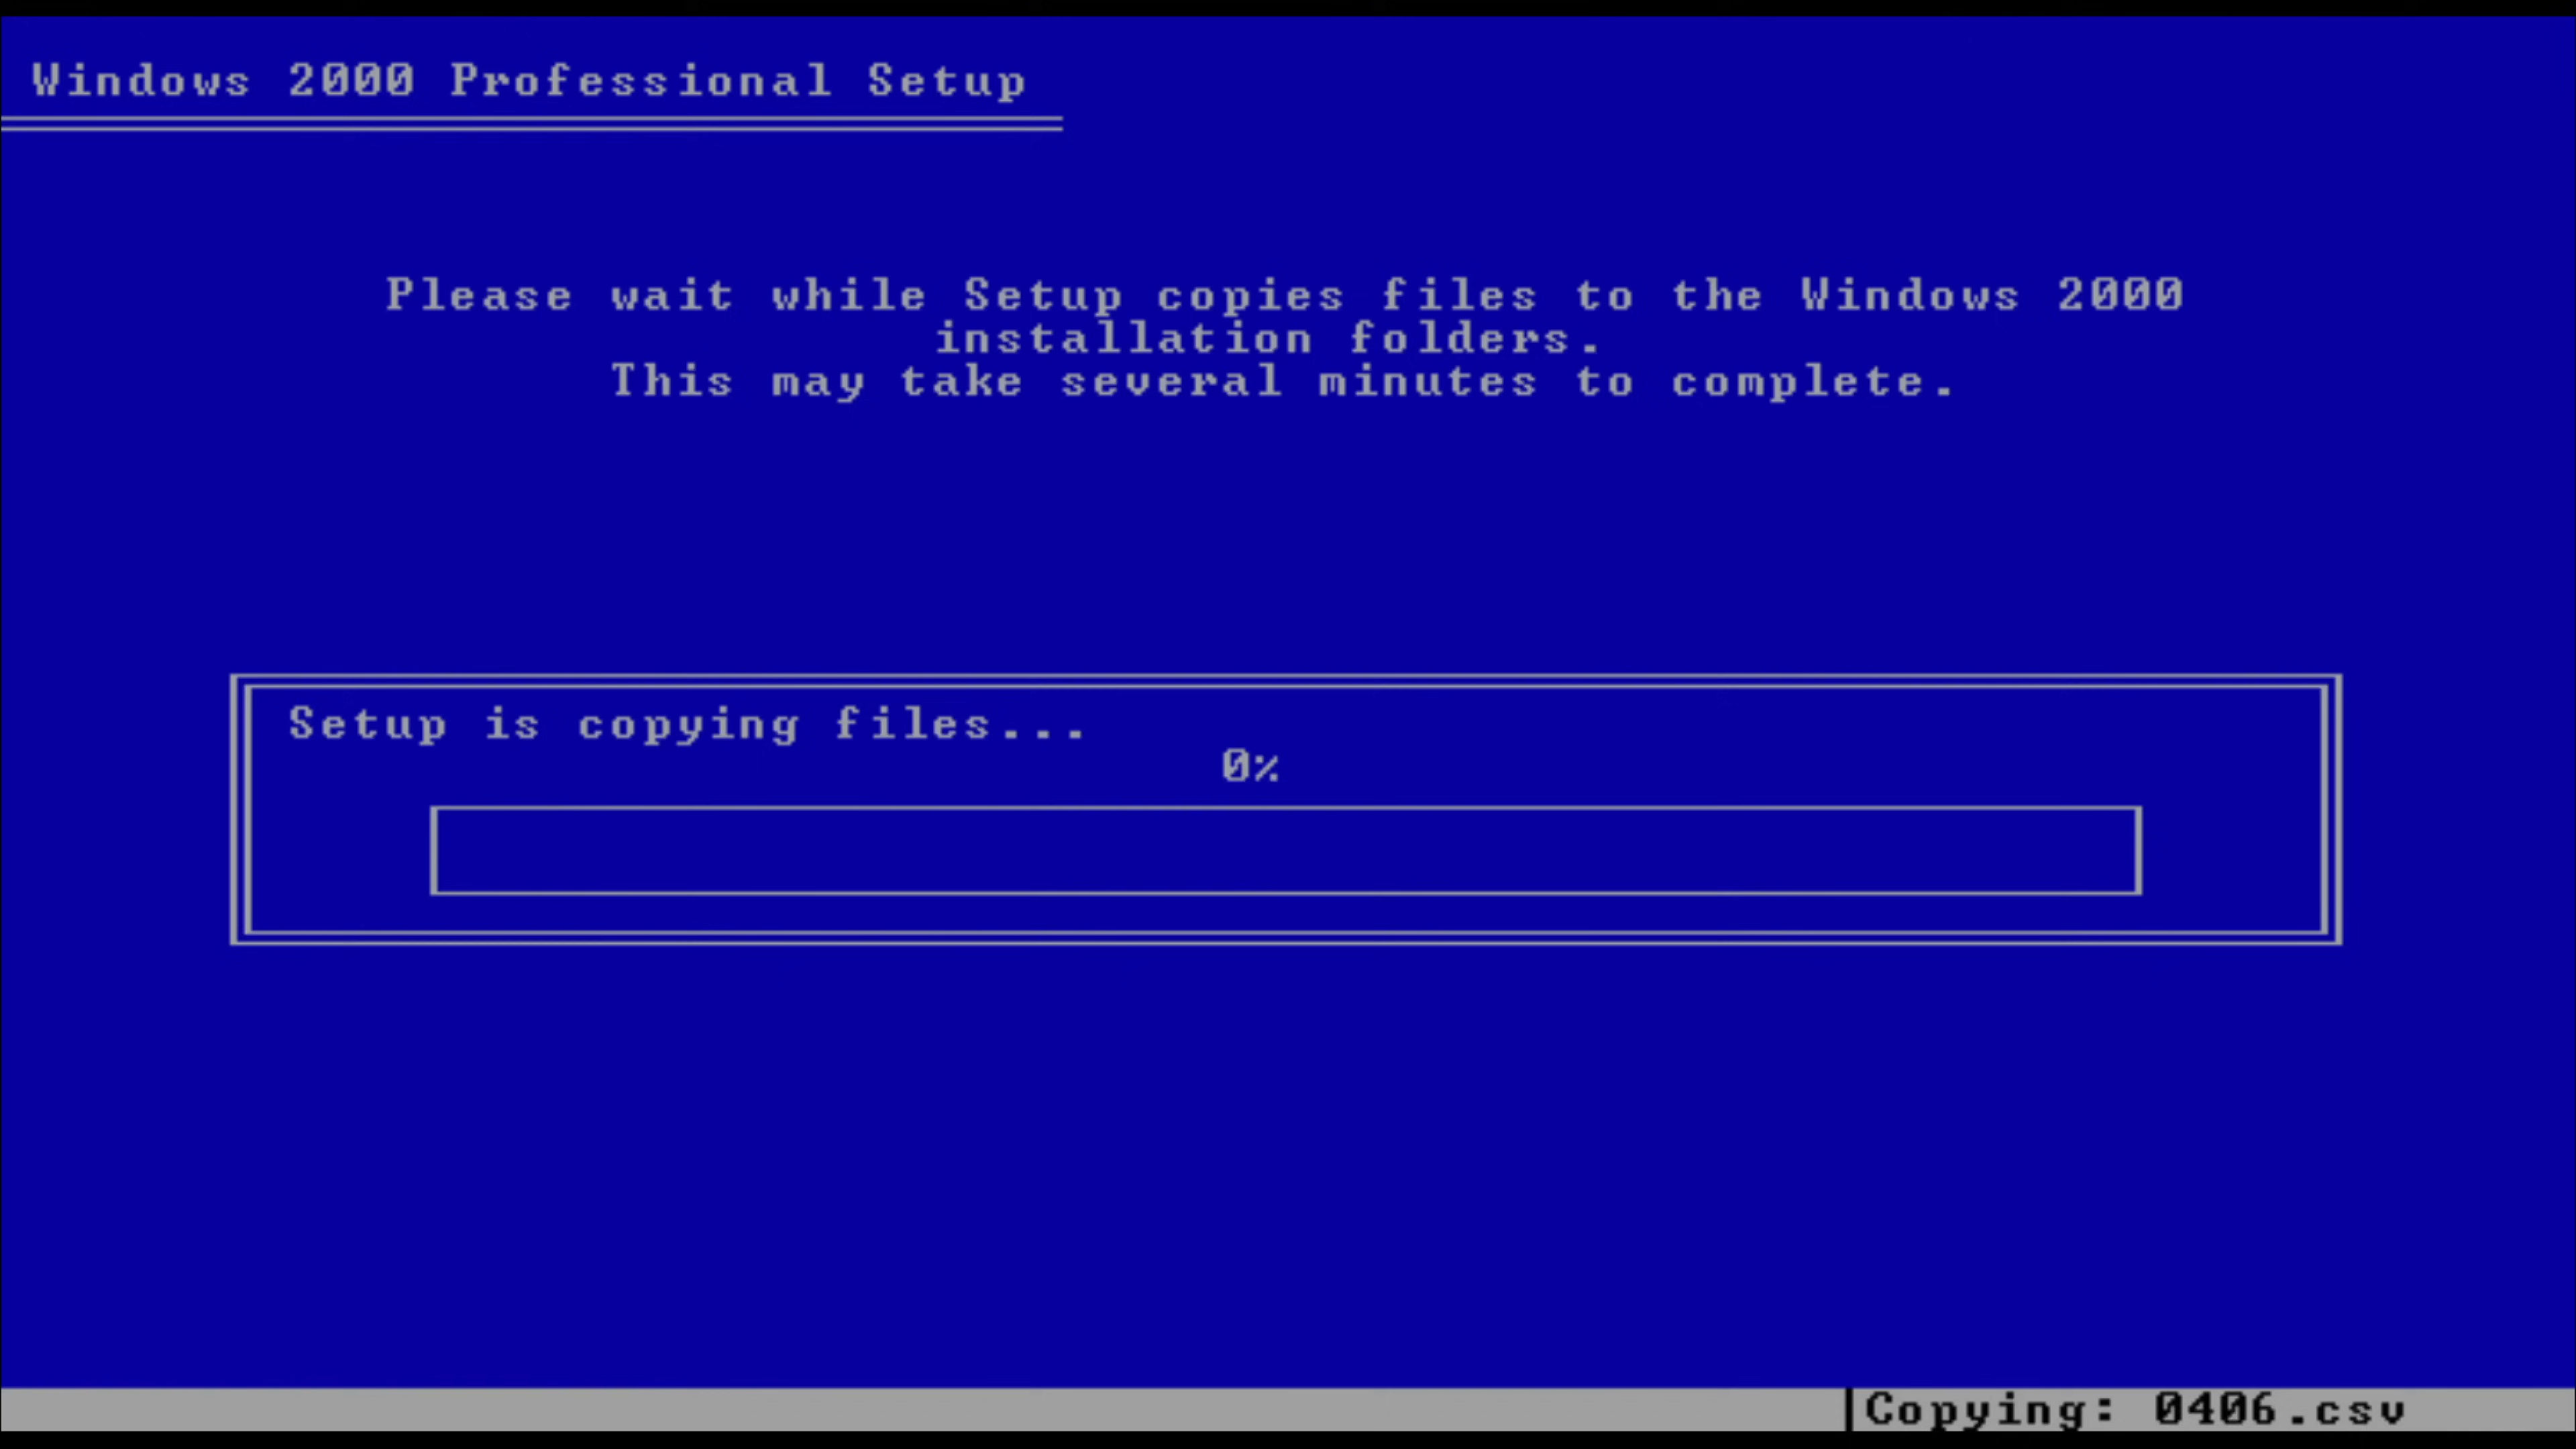 Windows 2000 Professional Setup
Please wait while Setup copies files to the Windows 2000
installation folders.
This may take several minutes to complete.
Setup is copying files...
0%
Copying: 0406.csv